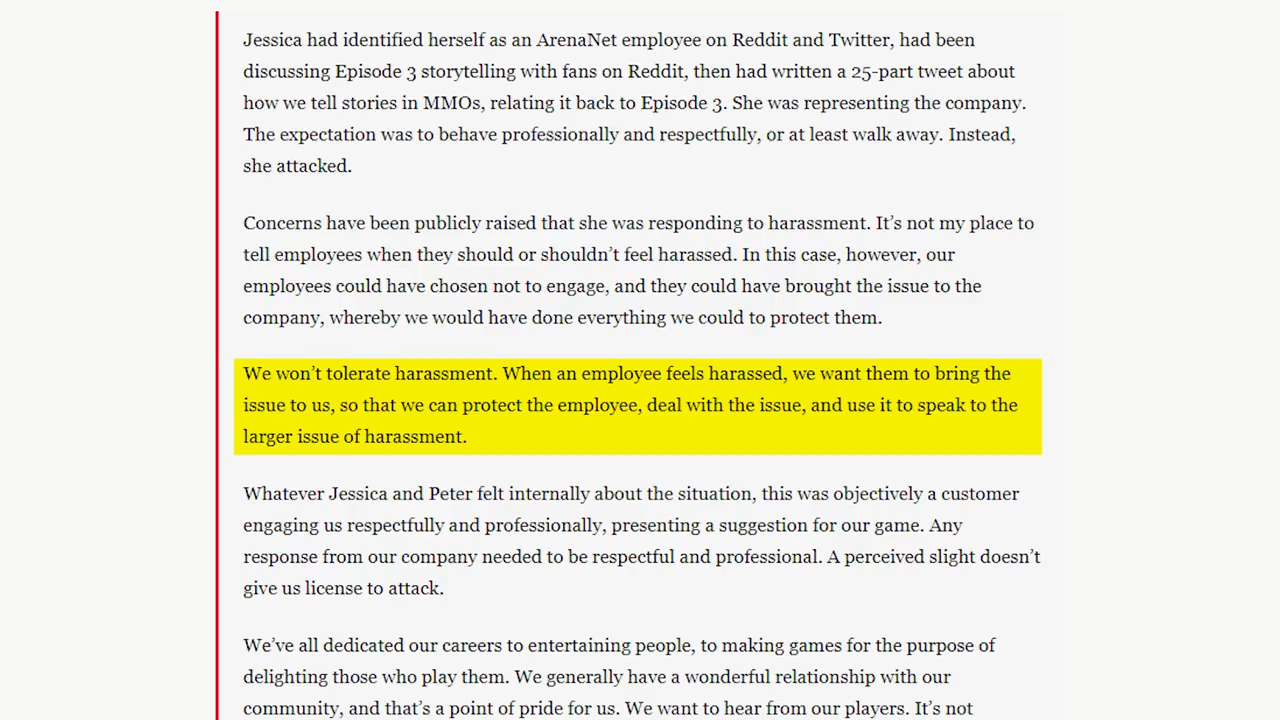 Jessica had identified herself as an ArenaNet employee on Reddit and Twitter, had been
discussing Episode 3 storytelling with fans on Reddit, then had written a 25-part tweet about
how we tell stories in MMOs, relating it back to Episode 3. She was representing the company.
The expectation was to behave professionally and respectfully, or at least walk away. Instead,
she attacked.
Concerns have been publicly raised that she was responding to harassment. It’s not my place to
tell employees when they should or shouldn’t feel harassed. In this case, however, our
employees could have chosen not to engage, and they could have brought the issue to the
company, whereby we would have done everything we could to protect them.
We won’t tolerate harassment. When an employee feels harassed, we want them to bring the
issue to us, so that we can protect the employee, deal with the issue, and use it to speak to the
larger issue of harassment.
Whatever Jessica and Peter felt internally about the situation, this was objectively a customer
engaging us respectfully and professionally, presenting a suggestion for our game. Any
response from our company needed to be respectful and professional. A perceived slight doesn’t
give us license to attack.
We’ve all dedicated our careers to entertaining people, to making games for the purpose of
delighting those who play them. We generally have a wonderful relationship with our
community, and that’s a point of pride for us. We want to hear from our players. It’s not